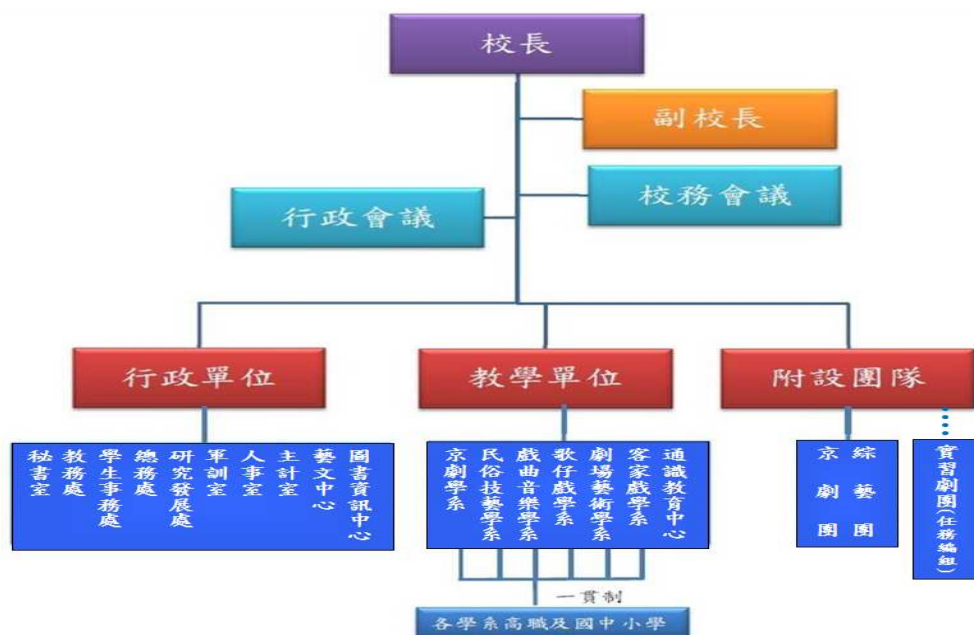 校長
副校長
校務會議
行政會議
行政單位
教學單位
附設團隊
秘書室
教務處
學生事務處
總務處
研究發展處
軍訓室
人事室
主計室
藝文中心
圖書資訊中心
京劇學系
民俗技藝學系
戲曲音樂學系
歌仔戲學系
劇場藝術學系
客家戲學系
通識教育中心
京劇團
綜藝團
實習劇團(任務編組)
一貫制
各學系高職及國中小學